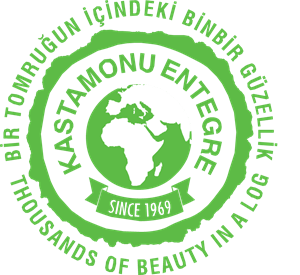 BİR TOMRUĞUN İÇİNDEKİ BİNBİR GÜZELLİK
KASTAMONU ENTEGRE
SINCE 1969
THOUSANDS OF BEAUTY IN A LOG